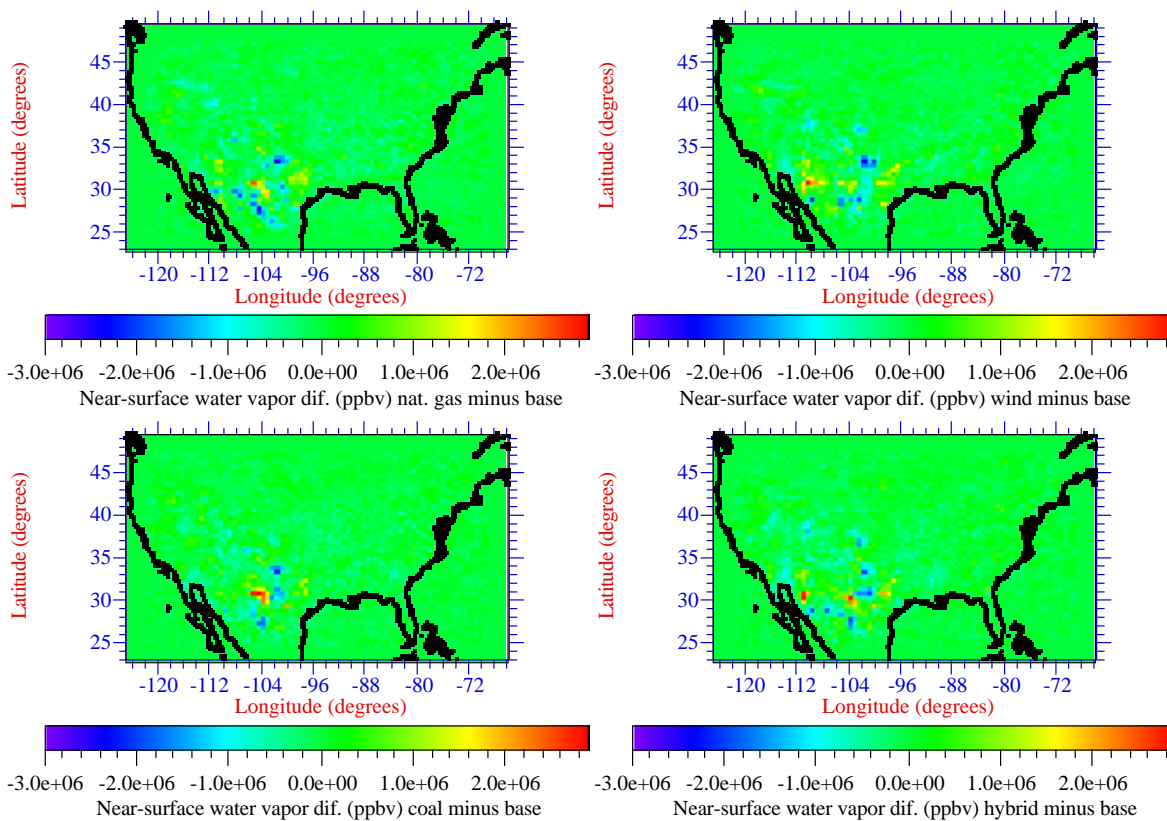 45
40
35
30
25
Latitude (degrees)
-120 -112 -104 -96 -88 -80 -72
Longitude (degrees)
-3.0e+06 -2.0e+06 -1.0e+06 0.0e+00 1.0e+06 2.0e+06
Near-surface water vapor dif. (ppbv) nat. gas minus base
45
40
35
30
25
Latitude (degrees)
-120 -112 -104 -96 -88 -80 -72
Longitude (degrees)
-3.0e+06 -2.0e+06 -1.0e+06 0.0e+00 1.0e+06 2.0e+06
Near-surface water vapor dif. (ppbv) wind minus base
45
40
35
30
25
Latitude (degrees)
-120 -112 -104 -96 -88 -80 -72
Longitude (degrees)
-3.0e+06 -2.0e+06 -1.0e+06 0.0e+00 1.0e+06 2.0e+06
Near-surface water vapor dif. (ppbv) coal minus base
45
40
35
30
25
Latitude (degrees)
-120 -112 -104 -96 -88 -80 -72
Longitude (degrees)
-3.0e+06 -2.0e+06 -1.0e+06 0.0e+00 1.0e+06 2.0e+06
Near-surface water vapor dif. (ppbv) hybrid minus base